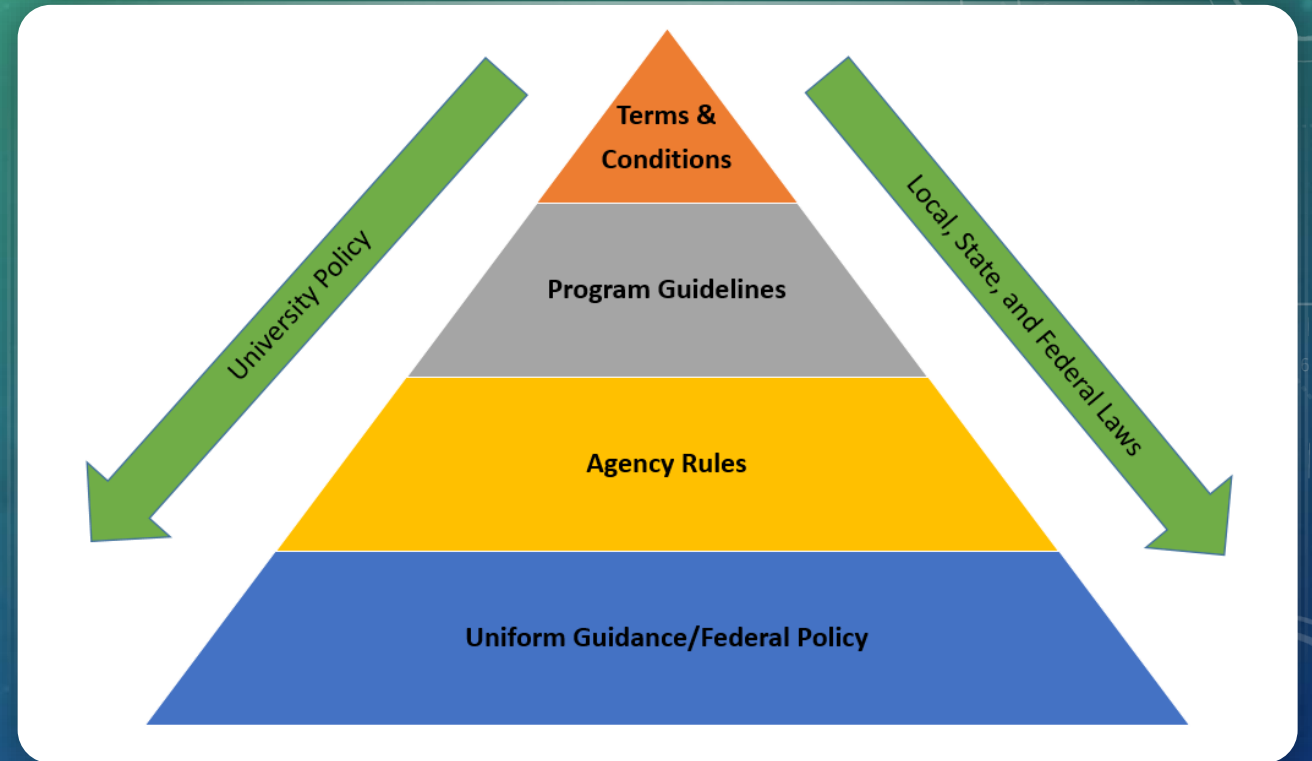 Terms &
Conditions
Program Guidelines
Agency Rules
Uniform Guidance/Federal Policy
University Policy
Local, State, and Federal Laws